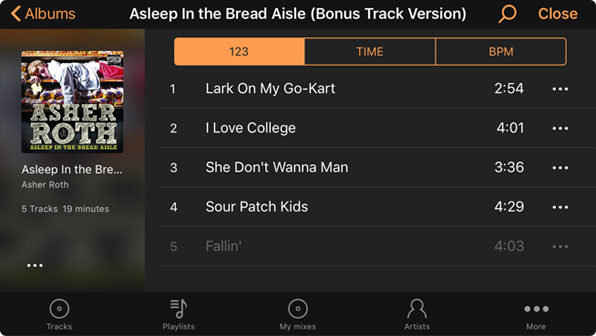 Albums
Asleep In the Bread Aisle (Bonus Track Version)
Close
123 TIME BPM
ASHER
ROTH
ASLEEP IN THE BREAD AISLE
Asleep In the Bre...
Asher Roth
5 Tracks 19 minutes
1 Lark On My Go-Kart 2:54
2 I Love College 4:01
3 She Don't Wanna Man 3:36
4 Sour Patch Kids 4:29
5 Fallin' 4:03
Tracks
Playlists
My mixes
Artists
More